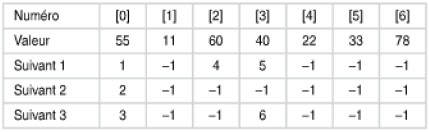 Numéro [0] [1] [2] [3] [4] [5] [6]
Valeur 55 11 60 40 22 33 78
Suivant 1 1 –1 4 5 –1 –1 –1
Suivant 2 2 –1 –1 –1 –1 –1 –1
Suivant 3 3 –1 –1 6 –1 –1 –1